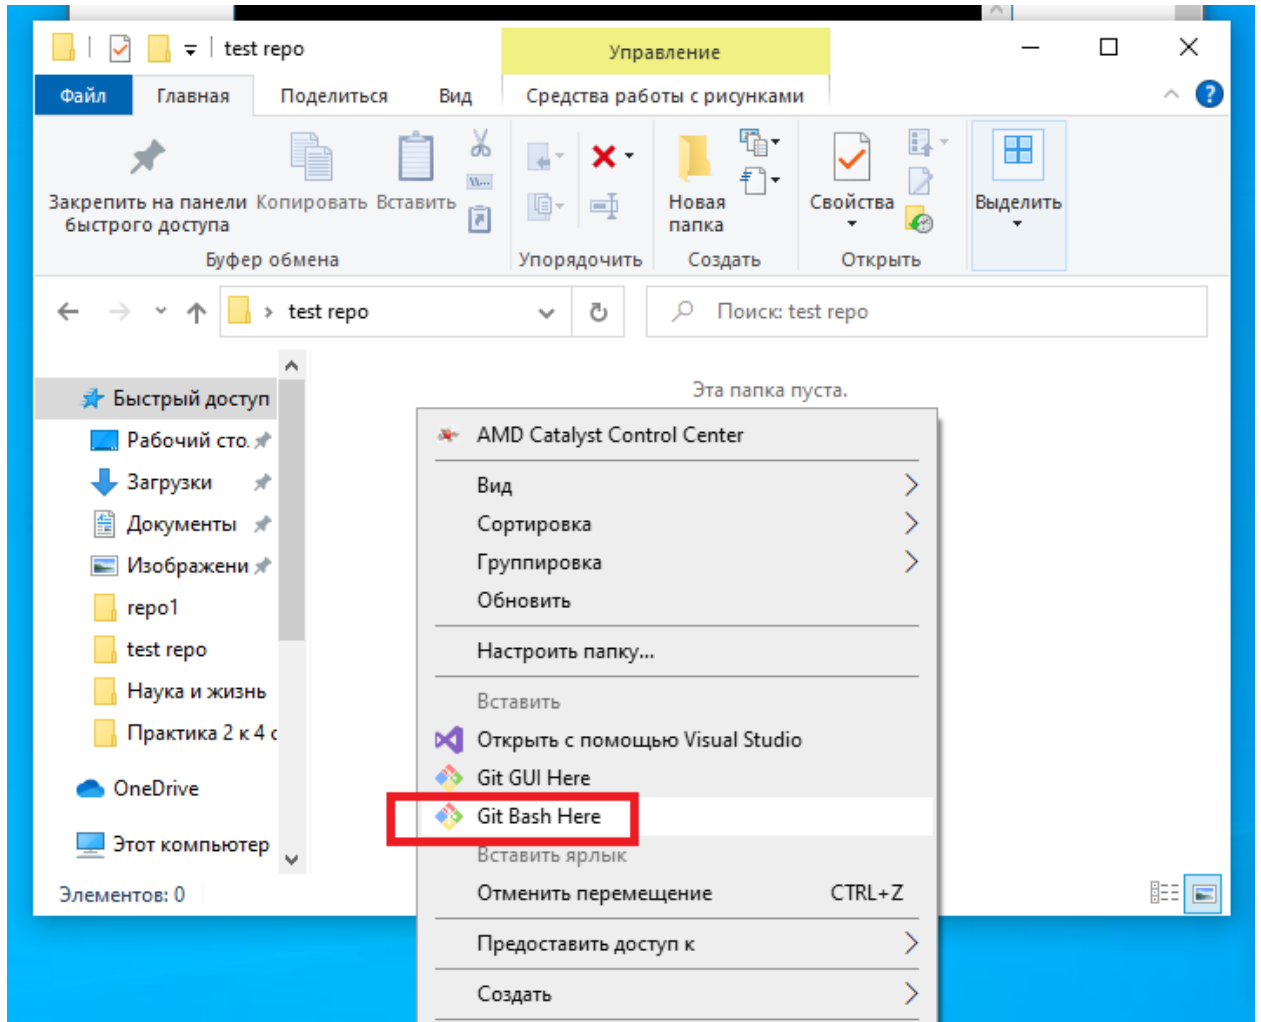 test repo
Управление
Файл
Главная
Поделиться
Вид
Средства работы с рисунками
?
Закрепить на панели
быстрого доступа
Копировать
Вставить
Новая
папка
Свойства
Выделить
Буфер обмена
Упорядочить
Создать
Открыть
test repo
Поиск: test repo
Быстрый доступ
Рабочий сто.
Загрузки
Документы
Изображени
repo1
test repo
Наука и жизнь
Практика 2 к 4 с
OneDrive
Этот компьютер
Эта папка пуста.
AMD Catalyst Control Center
Вид
Сортировка
Группировка
Обновить
Настроить папку...
Вставить
Открыть с помощью Visual Studio
Git GUI Here
Git Bash Here
Вставить ярлык
Отменить перемещение CTRL+Z
Предоставить доступ к
Создать
Элементов: 0